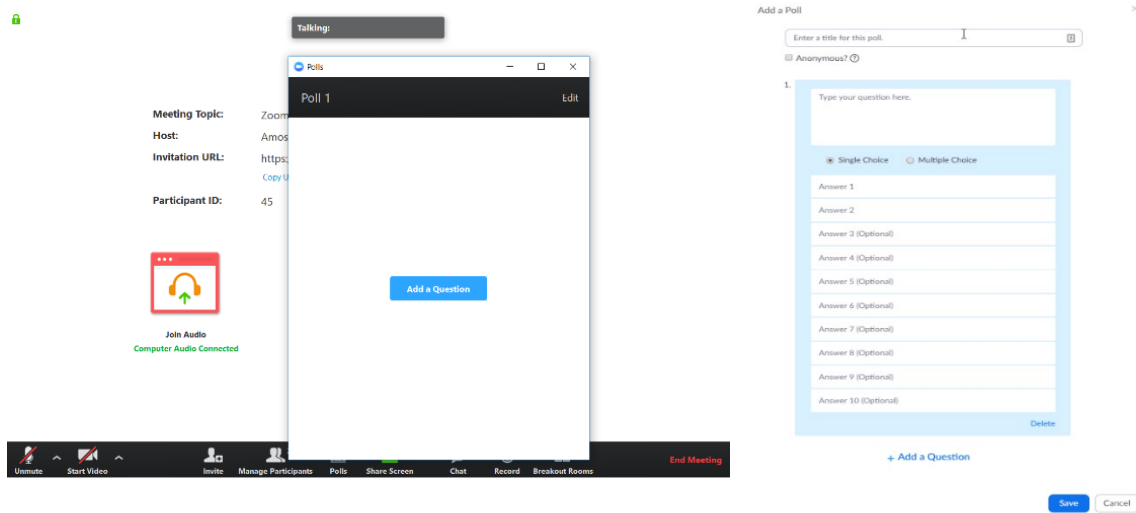 Talking:
Polls
Poll 1
Edit
Meeting Topic:
Zoom
Host:
Amos
Invitation URL:
https:
Copy U
Participant ID:
45
Add a Question
Join Audio
Computer Audio Connected
Unmute
Start Video
Invite
Manage Participants
Polls
Share Screen
Chat
Record
Breakout Rooms
End Meeting
Add a Poll
Enter a title for this poll.
Anonymous?
1.
Type your question here.
Single Choice
Multiple Choice
Answer 1
Answer 2
Answer 3 (Optional)
Answer 4 (Optional)
Answer 5 (Optional)
Answer 6 (Optional)
Answer 7 (Optional)
Answer 8 (Optional)
Answer 9 (Optional)
Answer 10 (Optional)
Delete
+ Add a Question
Save
Cancel